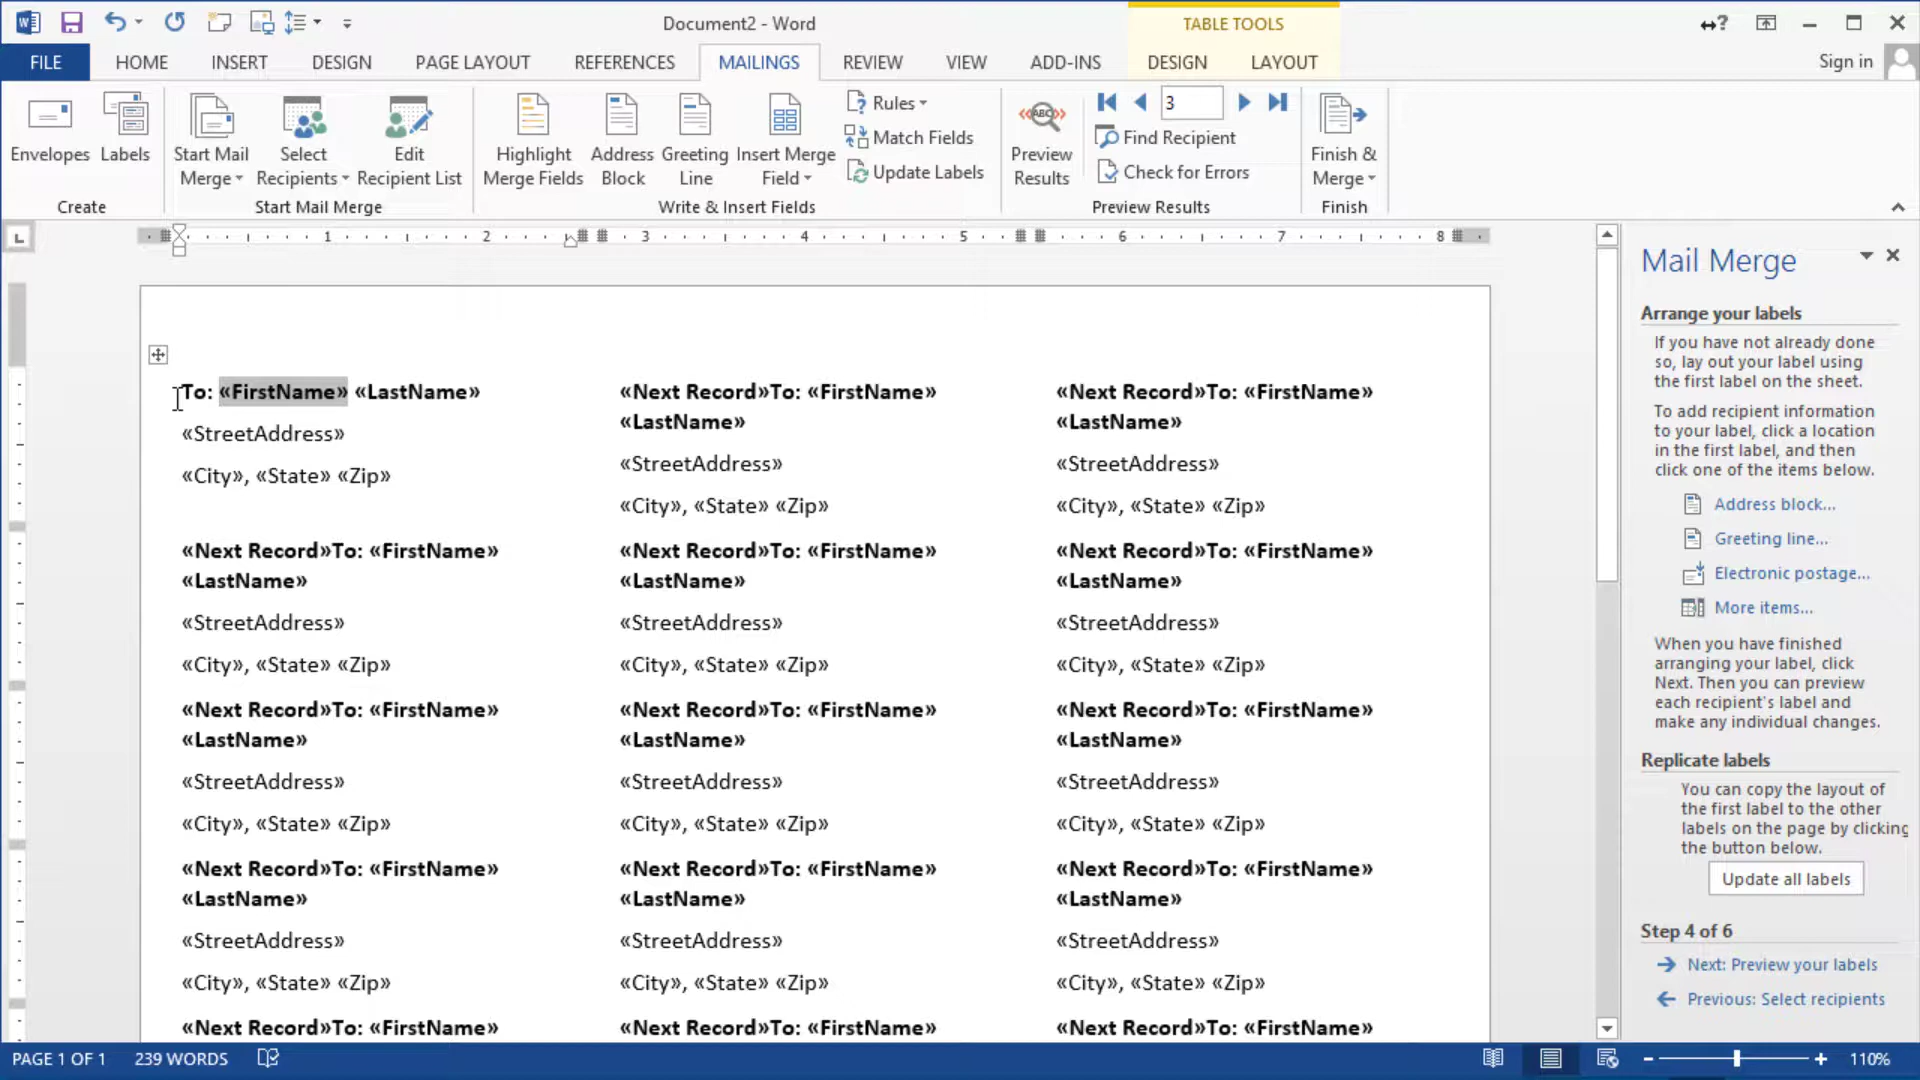 Document2 - Word
TABLE TOOLS
FILE
HOME
INSERT
DESIGN
PAGE LAYOUT
REFERENCES
MAILINGS
REVIEW
VIEW
ADD-INS
DESIGN
LAYOUT
Sign in
Envelopes
Labels
Create
Start Mail
Merge
Select
Recipients
Edit
Recipient List
Start Mail Merge
Highlight
Merge Fields
Address
Block
Greeting
Line
Insert Merge
Field
Rules
Match Fields
Update Labels
Write & Insert Fields
ABC
Preview
Results
3
Find Recipient
Check for Errors
Preview Results
Finish &
Merge
Finish
1 2 3 4 5 6 7 8
To: «FirstName» «LastName»
«StreetAddress»
«City», «State» «Zip»
«Next Record»To: «FirstName»
«LastName»
«StreetAddress»
«City», «State» «Zip»
«Next Record»To: «FirstName»
«LastName»
«StreetAddress»
«City», «State» «Zip»
«Next Record»To: «FirstName»
«LastName»
«StreetAddress»
«City», «State» «Zip»
«Next Record»To: «FirstName»
«LastName»
«StreetAddress»
«City», «State» «Zip»
«Next Record»To: «FirstName»
«LastName»
«StreetAddress»
«City», «State» «Zip»
«Next Record»To: «FirstName»
«LastName»
«StreetAddress»
«City», «State» «Zip»
«Next Record»To: «FirstName»
«LastName»
«StreetAddress»
«City», «State» «Zip»
«Next Record»To: «FirstName»
«LastName»
«StreetAddress»
«City», «State» «Zip»
«Next Record»To: «FirstName»
«LastName»
«StreetAddress»
«City», «State» «Zip»
«Next Record»To: «FirstName»
«LastName»
«StreetAddress»
«City», «State» «Zip»
«Next Record»To: «FirstName»
«LastName»
«StreetAddress»
«City», «State» «Zip»
«Next Record»To: «FirstName»
«Next Record»To: «FirstName»
«Next Record»To: «FirstName»
Mail Merge
Arrange your labels
If you have not already done
so, lay out your label using
the first label on the sheet.
To add recipient information
to your label, click a location
in the first label, and then
click one of the items below.
Address block...
Greeting line...
Electronic postage...
More items...
When you have finished
arranging your label, click
Next. Then you can preview
each recipient's label and
make any individual changes.
Replicate labels
You can copy the layout of
the first label to the other
labels on the page by clicking
the button below.
Update all labels
Step 4 of 6
Next: Preview your labels
Previous: Select recipients
PAGE 1 OF 1
239 WORDS
110%